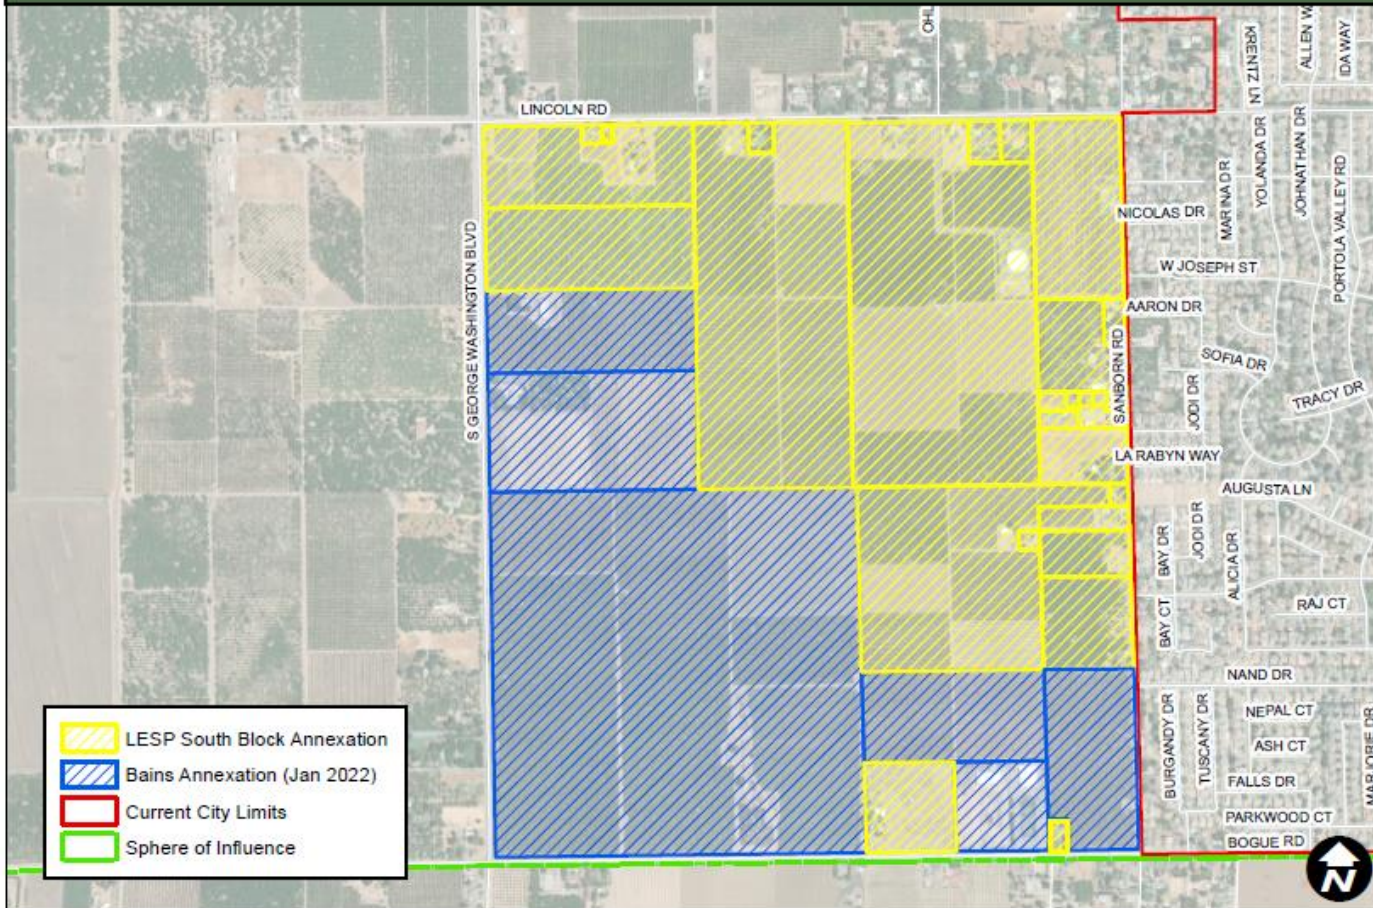 OHL
KRENTZ LN
ALLEN W
IDA WAY
LINCOLN RD
YOLANDA DR
JOHNATHAN DR
MARINA DR
PORTOLA VALLEY RD
NICOLAS DR
W JOSEPH ST
S GEORGE WASHINGTON BLVD
AARON DR
SANBORN RD
SOFIA DR
JODI DR
TRACY DR
LA RABYN WAY
AUGUSTA LN
BAY DR
JODI DR
ALICIA DR
BAY CT
RAJ CT
NAND DR
BURGANDY DR
TUSCANY DR
NEPAL CT
MARJORIE DR
ASH CT
FALLS DR
PARKWOOD CT
BOGUE RD
LESP South Block Annexation
Bains Annexation (Jan 2022)
Current City Limits
Sphere of Influence
N